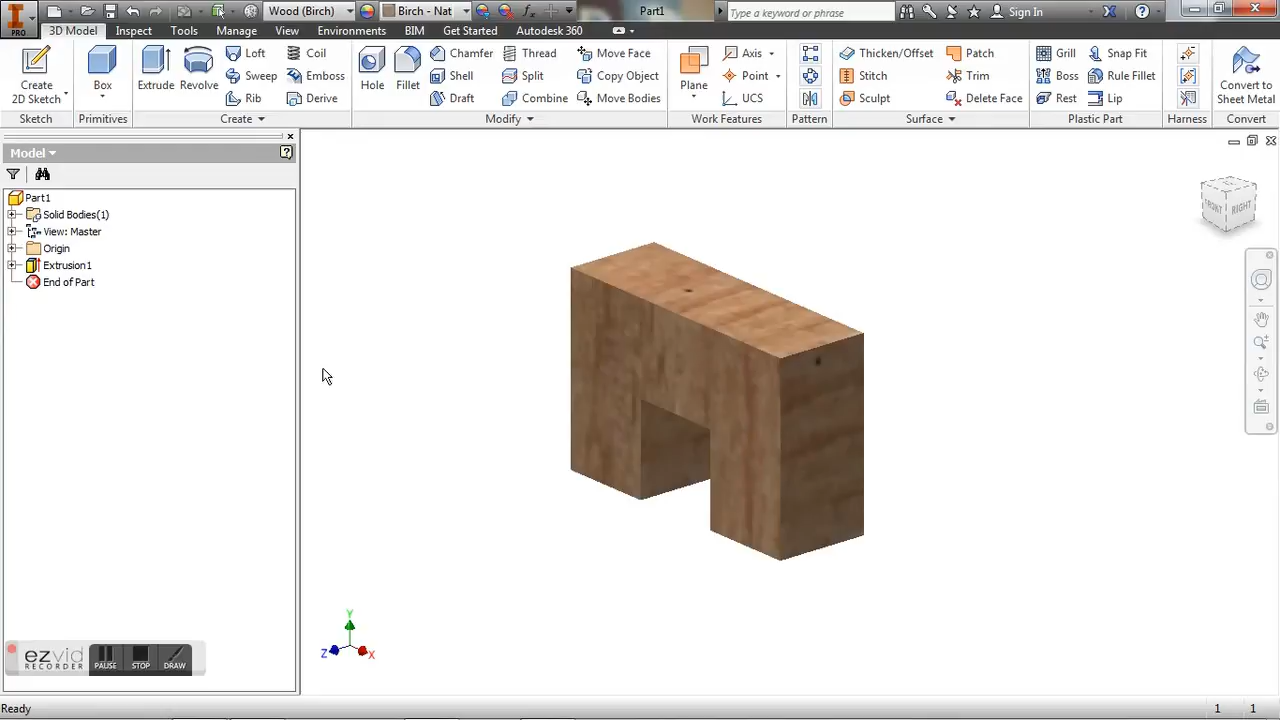 PRO
Wood (Birch)
Birch - Nat
fx
Part1
Type a keyword or phrase
Sign In
3D Model
Inspect
Tools
Manage
View
Environments
BIM
Get Started
Autodesk 360
Create
2D Sketch
Sketch
Box
Primitives
Extrude
Revolve
Loft
Sweep
Rib
Coil
Emboss
Derive
Create
Hole
Fillet
Chamfer
Shell
Draft
Thread
Split
Combine
Move Face
Copy Object
Move Bodies
Modify
Plane
Axis
Point
UCS
Work Features
Pattern
Thicken/Offset
Stitch
Sculpt
Patch
Trim
Delete Face
Surface
Grill
Boss
Rest
Snap Fit
Rule Fillet
Lip
Plastic Part
Harness
Convert to
Sheet Metal
Convert
Model
Part1
Solid Bodies(1)
View: Master
Origin
Extrusion1
End of Part
FRONT
RIGHT
Y
Z
X
ezvid
RECORDER
PAUSE
STOP
DRAW
Ready
1
1